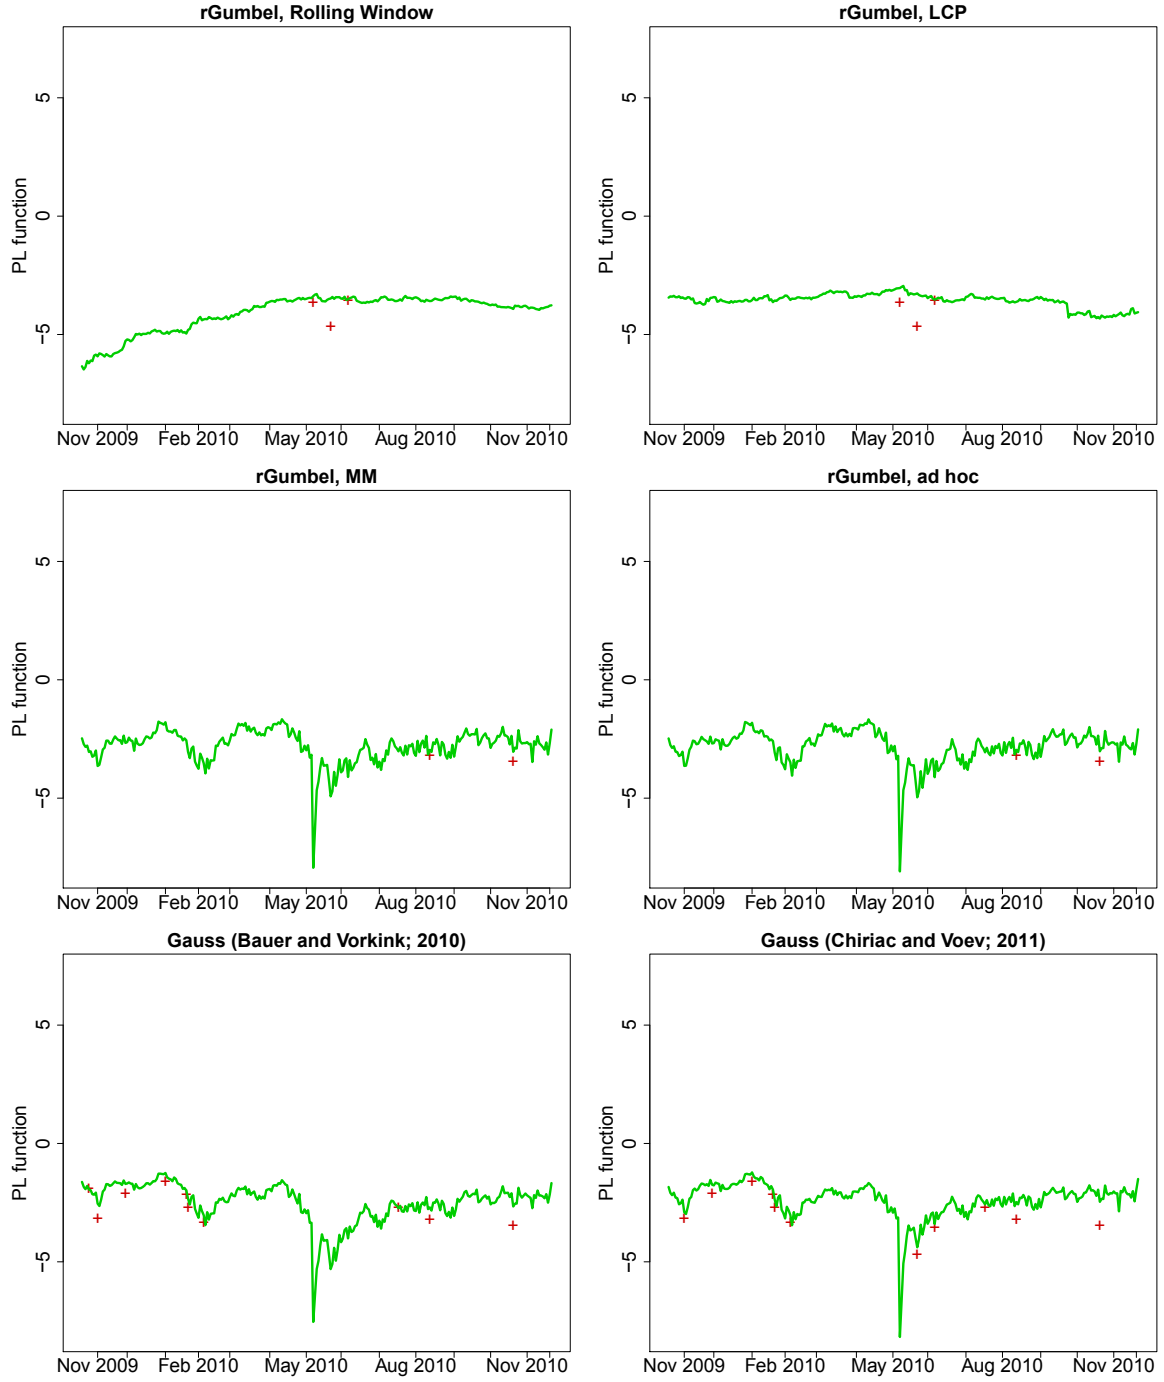 rGumbel, Rolling Window
PL function
5
0
−5
Nov 2009 Feb 2010 May 2010 Aug 2010 Nov 2010
rGumbel, LCP
PL function
5
0
−5
Nov 2009 Feb 2010 May 2010 Aug 2010 Nov 2010
rGumbel, MM
PL function
5
0
−5
Nov 2009 Feb 2010 May 2010 Aug 2010 Nov 2010
rGumbel, ad hoc
PL function
5
0
−5
Nov 2009 Feb 2010 May 2010 Aug 2010 Nov 2010
Gauss (Bauer and Vorkink; 2010)
PL function
5
0
−5
Nov 2009 Feb 2010 May 2010 Aug 2010 Nov 2010
Gauss (Chiriac and Voev; 2011)
PL function
5
0
−5
Nov 2009 Feb 2010 May 2010 Aug 2010 Nov 2010